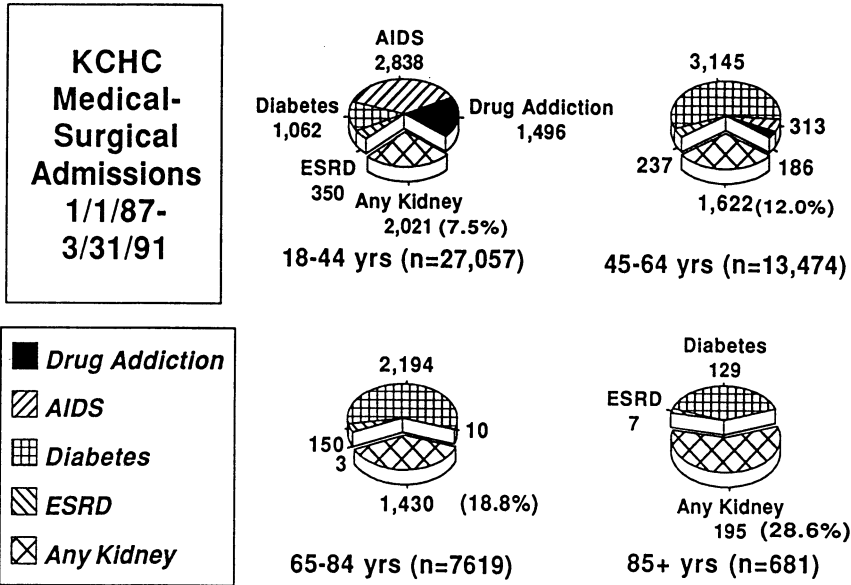 KCHC
Medical-
Surgical
Admissions
1/1/87-
3/31/91
AIDS
2,838
Diabetes
1,062
Drug Addiction
1,496
ESRD
350
Any Kidney
2,021 (7.5%)
18-44 yrs (n=27,057)
3,145
313
237
186
1,622 (12.0%)
45-64 yrs (n=13,474)
Drug Addiction
AIDS
Diabetes
ESRD
Any Kidney
2,194
150
10
3
1,430 (18.8%)
65-84 yrs (n=7619)
Diabetes
129
ESRD
7
Any Kidney
195 (28.6%)
85+ yrs (n=681)